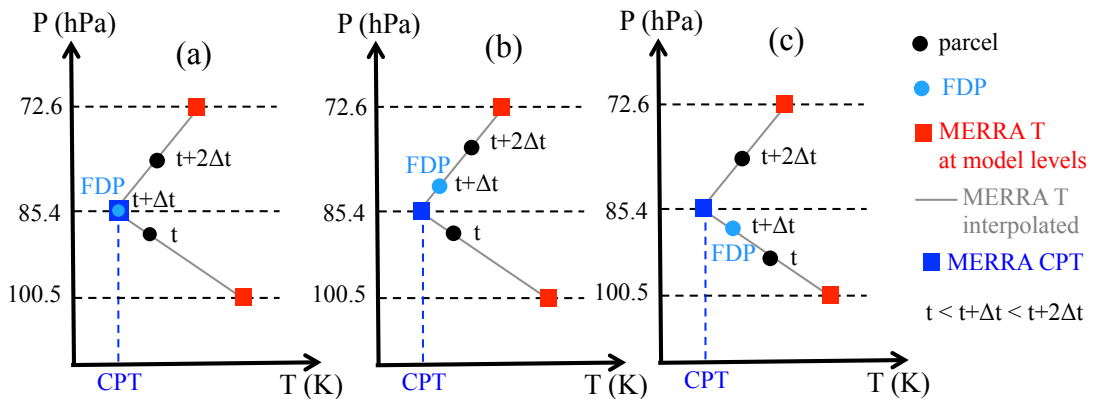 P (hPa)
(a)
72.6
t+2Δt
FDP
t+Δt
85.4
t
100.5
CPT
T (K)
P (hPa)
(b)
72.6
t+2Δt
FDP
t+Δt
85.4
t
100.5
CPT
T (K)
P (hPa)
(c)
72.6
t+2Δt
85.4
t+Δt
FDP
t
100.5
CPT
T (K)
parcel
FDP
MERRA T
at model levels
MERRA T
interpolated
MERRA CPT
t < t+Δt < t+2Δt